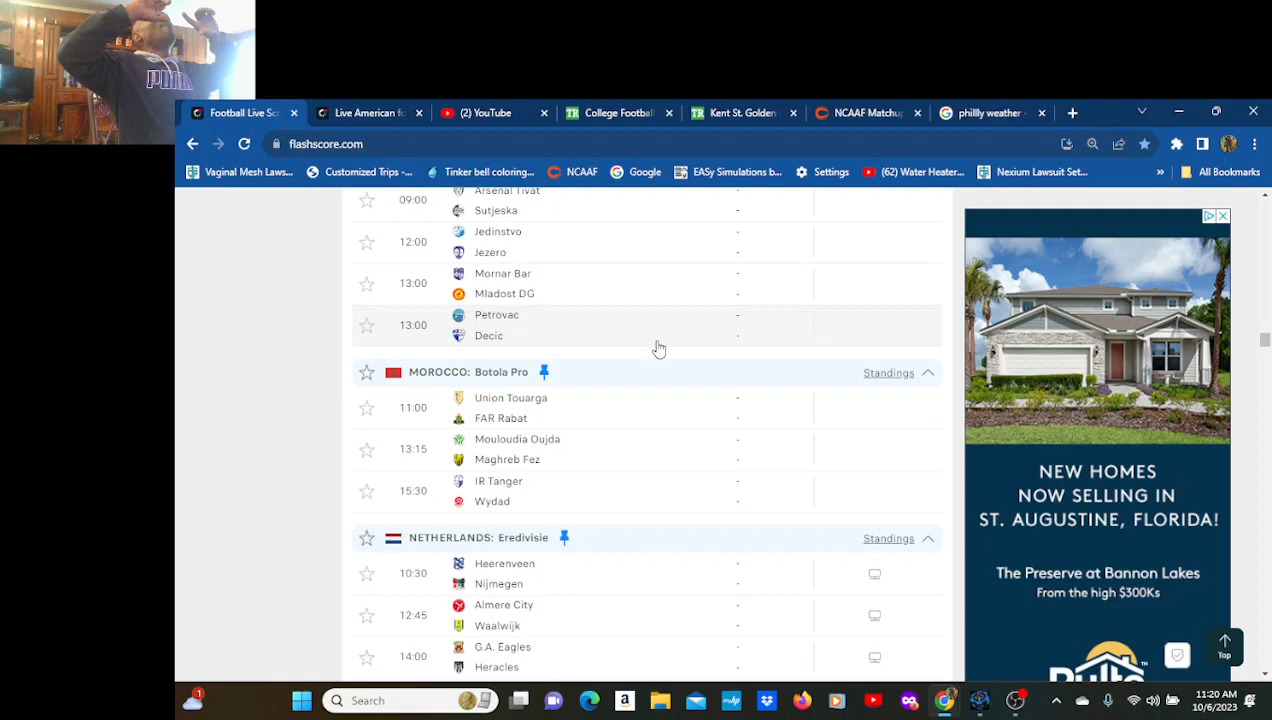 PUMA
Football Live Sco
Live American fo
(2) YouTube
College Football
Kent St. Golden
NCAAF Matchup
phillly weather -
flashscore.com
Vaginal Mesh Laws...
Customized Trips -...
Tinker bell coloring...
NCAAF
Google
EASy Simulations b...
Settings
(62) Water Heater...
Nexium Lawsuit Set...
»
All Bookmarks
09:00
Arsenal Tivat
-
Sutjeska
-
12:00
Jedinstvo
-
Jezero
-
13:00
Mornar Bar
-
Mladost DG
-
13:00
Petrovac
-
Decic
-
MOROCCO: Botola Pro
Standings
11:00
Union Touarga
-
FAR Rabat
-
13:15
Mouloudia Oujda
-
Maghreb Fez
-
15:30
IR Tanger
-
Wydad
-
NETHERLANDS: Eredivisie
Standings
10:30
Heerenveen
-
Nijmegen
-
12:45
Almere City
-
Waalwijk
-
14:00
G.A. Eagles
-
Heracles
-
NEW HOMES
NOW SELLING IN
ST. AUGUSTINE, FLORIDA!
The Preserve at Bannon Lakes
From the high $300Ks
Pulte
Top
1
Search
11:20 AM
10/6/2023